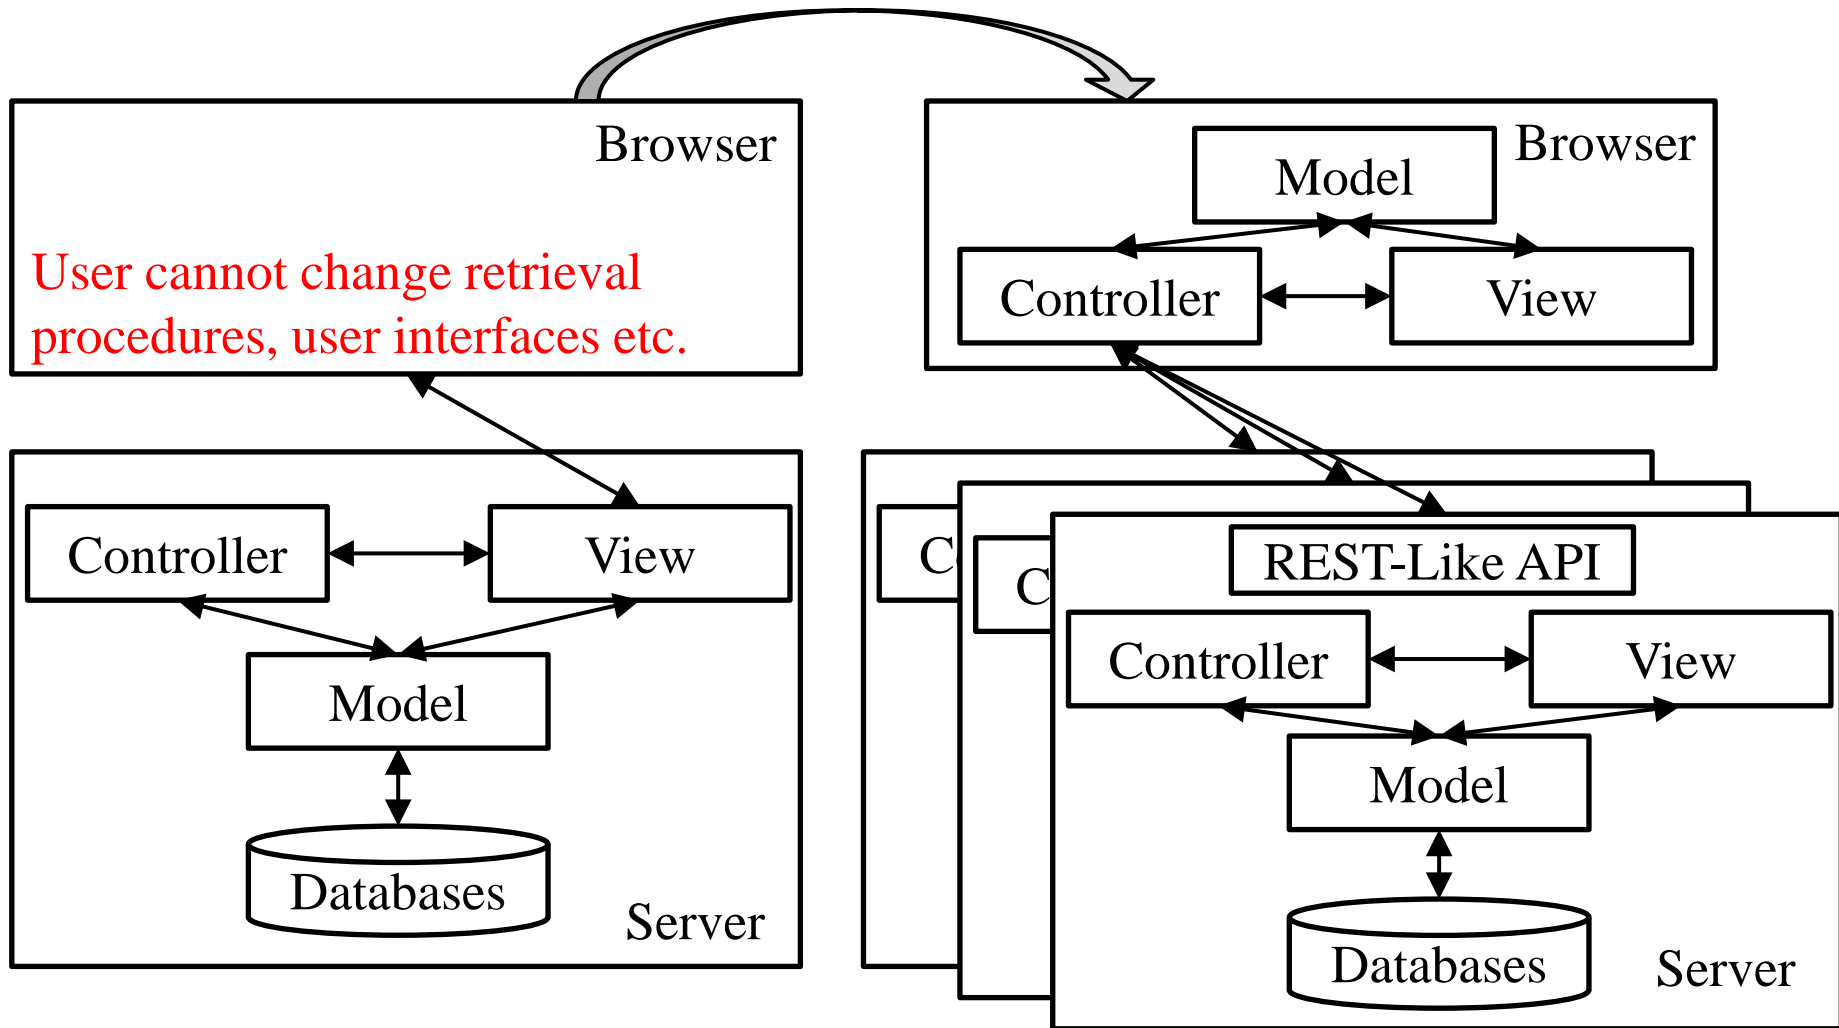 Browser
User cannot change retrieval
procedures, user interfaces etc.
Controller
View
Model
Databases
Server
Browser
Model
Controller
View
C
C
REST-Like API
Controller
View
Model
Databases
Server